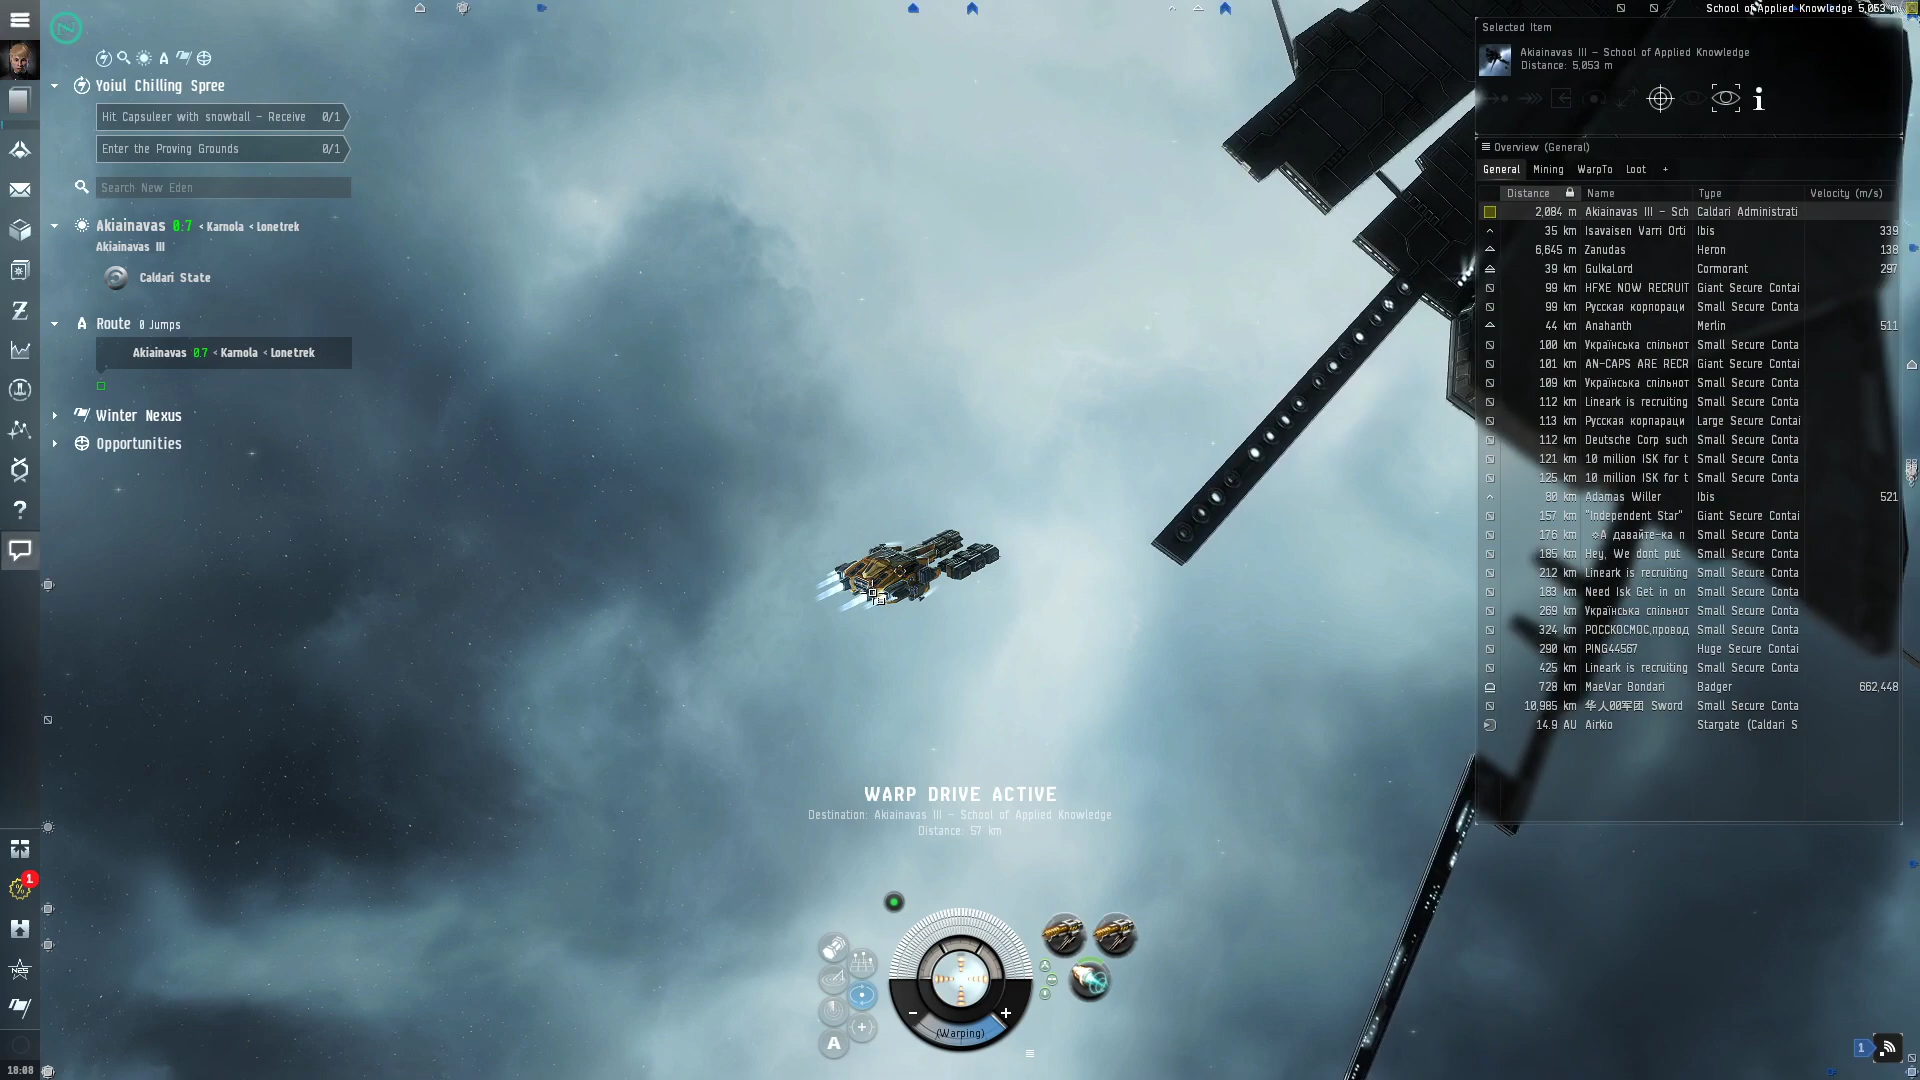 School of Applied Knowledge 5,053 m
Selected Item
Akiainavas III - School of Applied Knowledge
Distance: 5,053 m
Yoiul Chilling Spree
Hit Capsuleer with snowball - Receive 0/1
Enter the Proving Grounds 0/1
Search New Eden
Akiainavas 0.7 < Karnola < Lonetrek
Akiainavas III
Caldari State
Route 0 Jumps
Akiainavas 0.7 < Karnola < Lonetrek
Winter Nexus
Opportunities
Overview (General)
General Mining WarpTo Loot +
Distance Name Type Velocity (m/s)
2,084 m Akiainavas III - Sch Caldari Administrati
35 km Isavaisen Varri Orti Ibis 339
6,645 m Zanudas Heron 138
39 km GulkaLord Cormorant 297
99 km HFXE NOW RECRUIT Giant Secure Contai
99 km Русская корпораци Small Secure Conta
44 km Anahanth Merlin 511
100 km Українська спільнот Small Secure Conta
101 km AN-CAPS ARE RECR Giant Secure Contai
109 km Українська спільнот Small Secure Conta
112 km Lineark is recruiting Small Secure Conta
113 km Русская корпараци Large Secure Contai
112 km Deutsche Corp such Small Secure Conta
121 km 10 million ISK for t Small Secure Conta
125 km 10 million ISK for t Small Secure Conta
80 km Adamas Willer Ibis 521
157 km "Independent Star" Giant Secure Contai
176 km ☆А давайте-ка п Small Secure Conta
185 km Hey, We dont put Small Secure Conta
212 km Lineark is recruiting Small Secure Conta
183 km Need Isk Get in on Small Secure Conta
269 km Українська спільнот Small Secure Conta
324 km РОССКОСМОС,провод Small Secure Conta
290 km PING44567 Huge Secure Contai
425 km Lineark is recruiting Small Secure Conta
728 km MaeVar Bondari Badger 662,448
10,985 km 华人00军团 Sword Small Secure Conta
14.9 AU Airkio Stargate (Caldari S
WARP DRIVE ACTIVE
Destination: Akiainavas III - School of Applied Knowledge
Distance: 57 km
(Warping)
A
1
NES
18:08
1